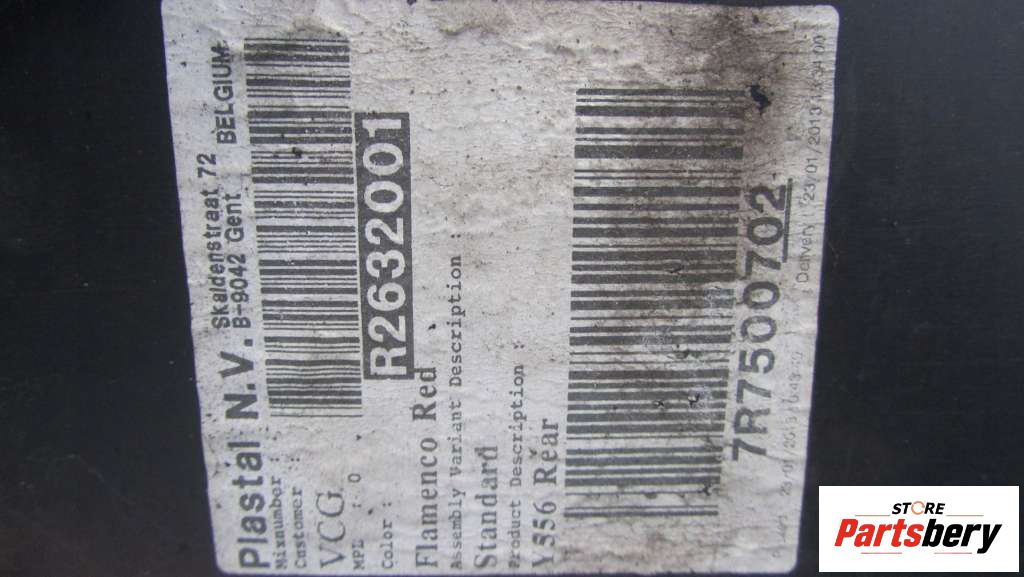 Plastal N.V. Skaldenstraat 72
B-9042 Gent BELGIUM
Mixnumber :
Customer :
VCG R2632001
MPL : 0
Color :
Flamenco Red
Assembly Variant Description :
Standard
Product Description :
Y556 Rear
7R7500702
Delivery : 23/01/2013
STORE
Partsbery